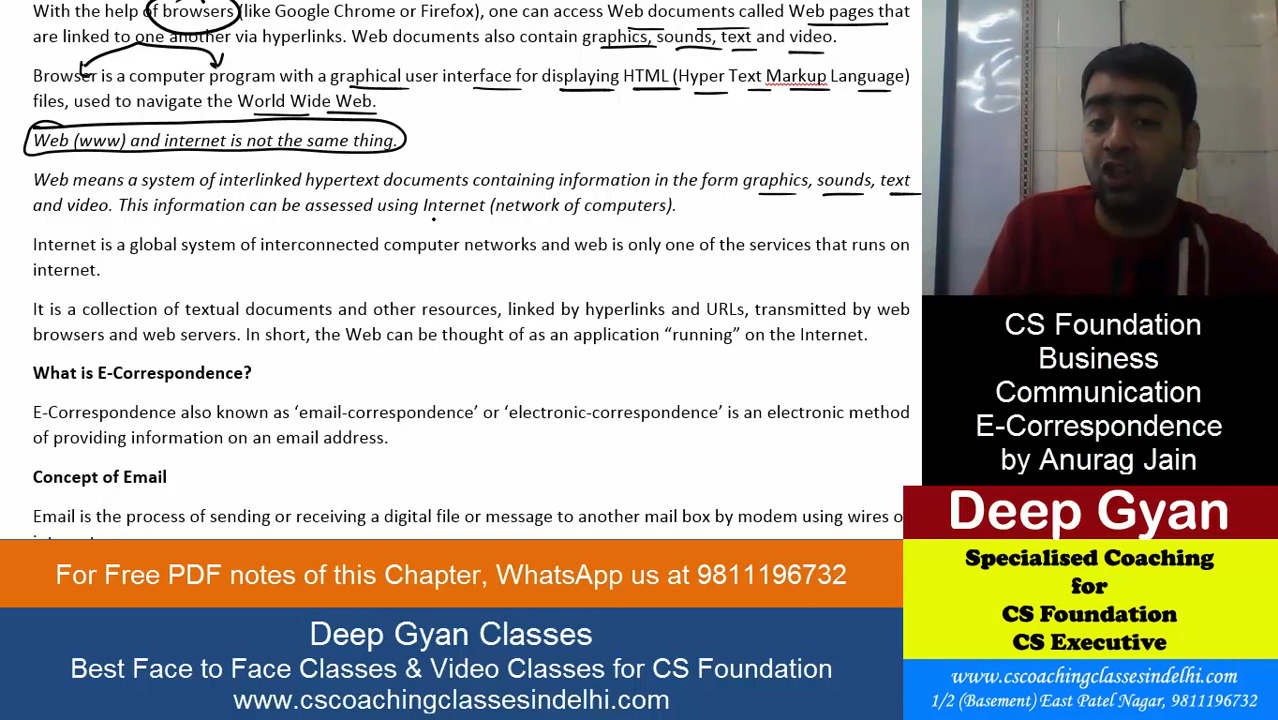 With the help of browsers (like Google Chrome or Firefox), one can access Web documents called Web pages that
are linked to one another via hyperlinks. Web documents also contain graphics, sounds, text and video.
Browser is a computer program with a graphical user interface for displaying HTML (Hyper Text Markup Language)
files, used to navigate the World Wide Web.
Web (www) and internet is not the same thing.
Web means a system of interlinked hypertext documents containing information in the form graphics, sounds, text
and video. This information can be assessed using Internet (network of computers).
Internet is a global system of interconnected computer networks and web is only one of the services that runs on
internet.
It is a collection of textual documents and other resources, linked by hyperlinks and URLs, transmitted by web
browsers and web servers. In short, the Web can be thought of as an application “running” on the Internet.
What is E-Correspondence?
E-Correspondence also known as ‘email-correspondence’ or ‘electronic-correspondence’ is an electronic method
of providing information on an email address.
Concept of Email
Email is the process of sending or receiving a digital file or message to another mail box by modem using wires
CS Foundation
Business
Communication
E-Correspondence
by Anurag Jain
Deep Gyan
Specialised Coaching
for
CS Foundation
CS Executive
www.cscoachingclassesindelhi.com
1/2 (Basement) East Patel Nagar, 9811196732
For Free PDF notes of this Chapter, WhatsApp us at 9811196732
Deep Gyan Classes
Best Face to Face Classes & Video Classes for CS Foundation
www.cscoachingclassesindelhi.com